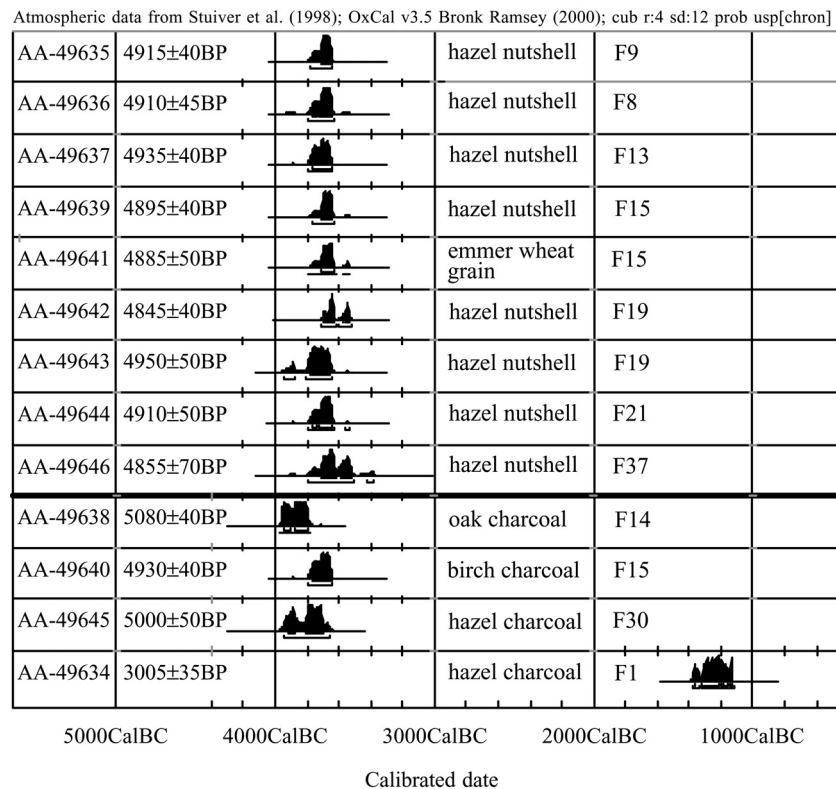 Atmospheric data from Stuiver et al. (1998); OxCal v3.5 Bronk Ramsey (2000); cub r:4 sd:12 prob usp[chron]
AA-49635 4915±40BP hazel nutshell F9
AA-49636 4910±45BP hazel nutshell F8
AA-49637 4935±40BP hazel nutshell F13
AA-49639 4895±40BP hazel nutshell F15
AA-49641 4885±50BP emmer wheat grain F15
AA-49642 4845±40BP hazel nutshell F19
AA-49643 4950±50BP hazel nutshell F19
AA-49644 4910±50BP hazel nutshell F21
AA-49646 4855±70BP hazel nutshell F37
AA-49638 5080±40BP oak charcoal F14
AA-49640 4930±40BP birch charcoal F15
AA-49645 5000±50BP hazel charcoal F30
AA-49634 3005±35BP hazel charcoal F1
5000CalBC 4000CalBC 3000CalBC 2000CalBC 1000CalBC
Calibrated date